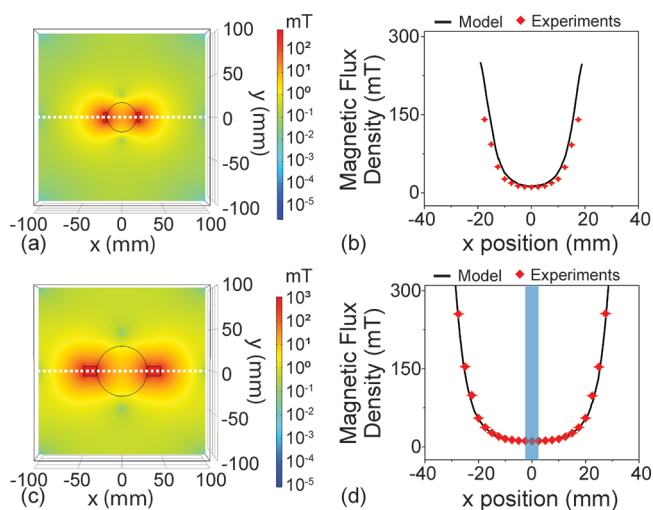 mT
100
50
0
-50
-100
y (mm)
10²
10¹
10⁰
10⁻¹
10⁻²
10⁻³
10⁻⁴
10⁻⁵
-100 -50 0 50 100
(a) x (mm)
Model Experiments
300
150
0
Magnetic Flux
Density (mT)
-40 -20 0 20 40
(b) x position (mm)
mT
100
50
0
-50
-100
y (mm)
10³
10²
10¹
10⁰
10⁻¹
10⁻²
10⁻³
10⁻⁴
10⁻⁵
-100 -50 0 50 100
(c) x (mm)
Model Experiments
300
150
0
Magnetic Flux
Density (mT)
-40 -20 0 20 40
(d) x position (mm)